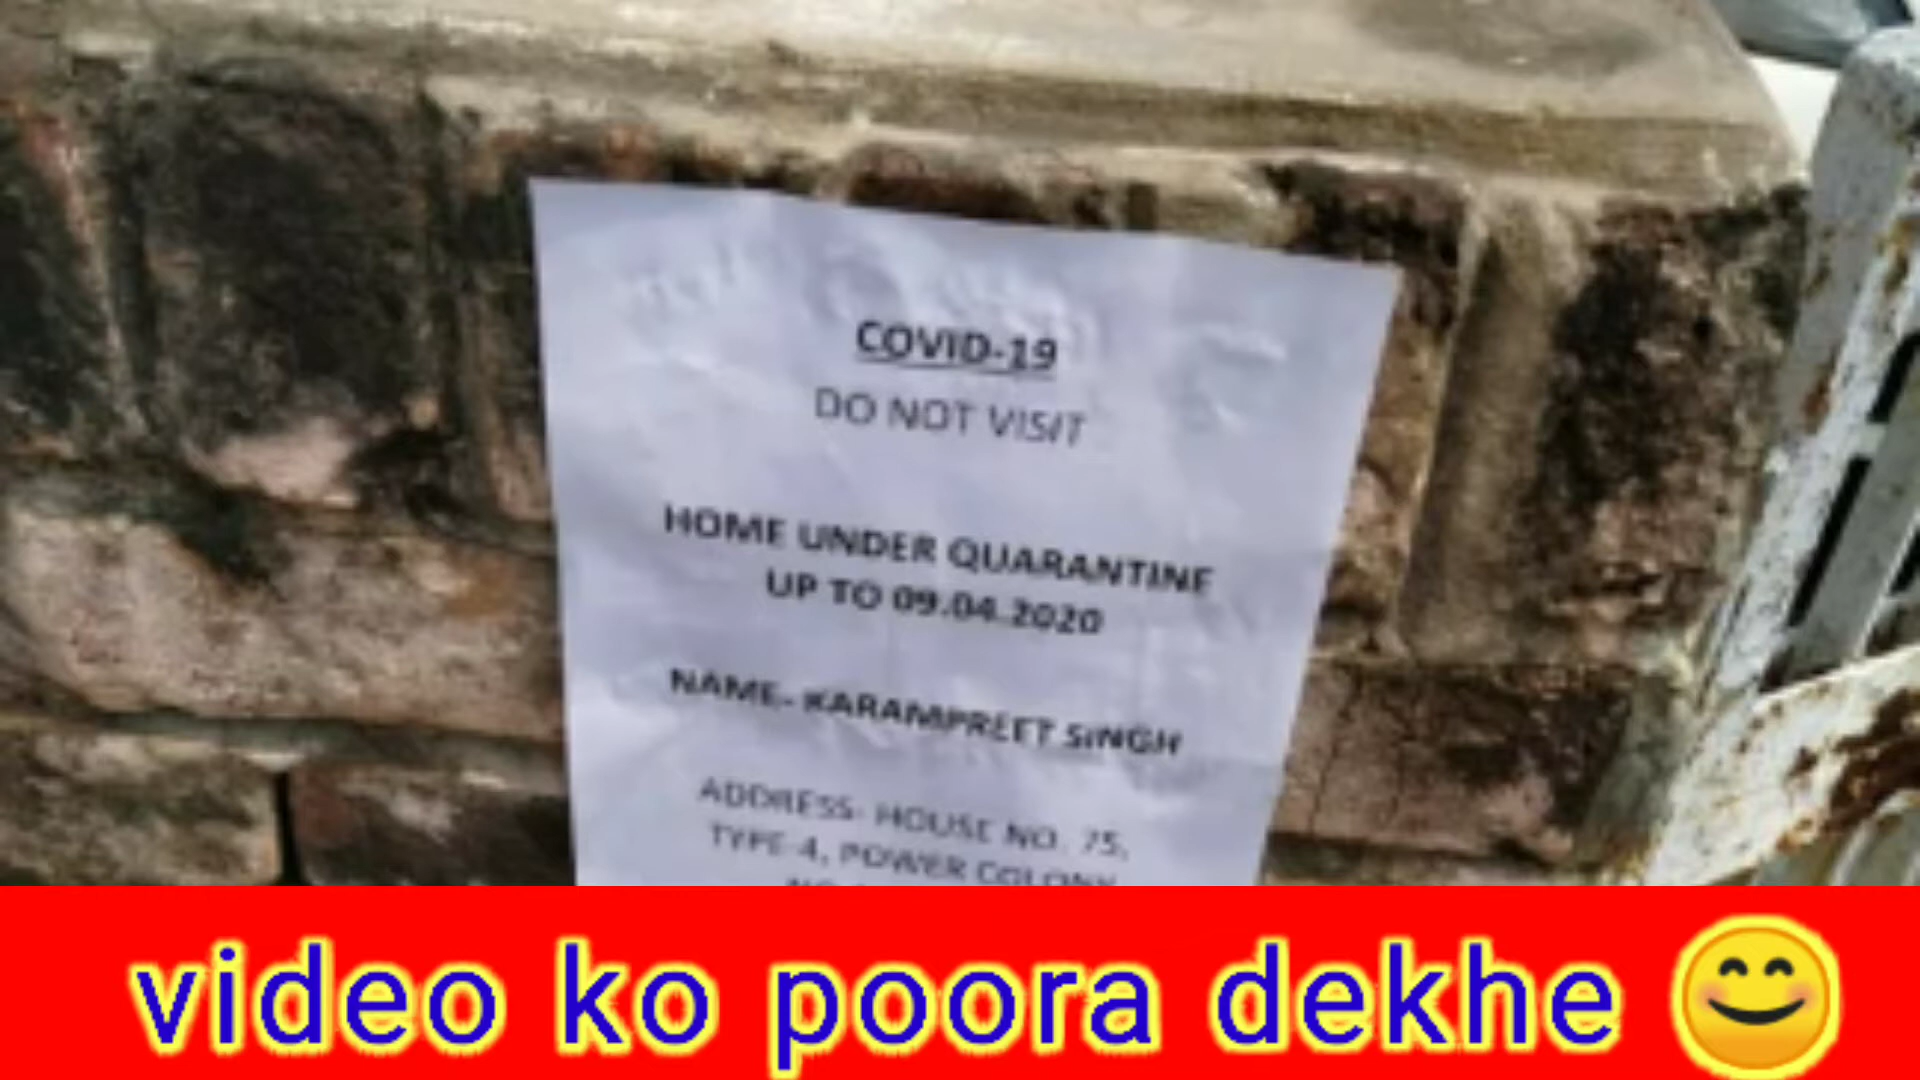 COVID-19
DO NOT VISIT
HOME UNDER QUARANTINE
UP TO 09.04.2020
NAME- KARAMPREET SINGH
ADDRESS- HOUSE NO. 75,
TYPE-4, POWER COLONY
video ko poora dekhe 😊